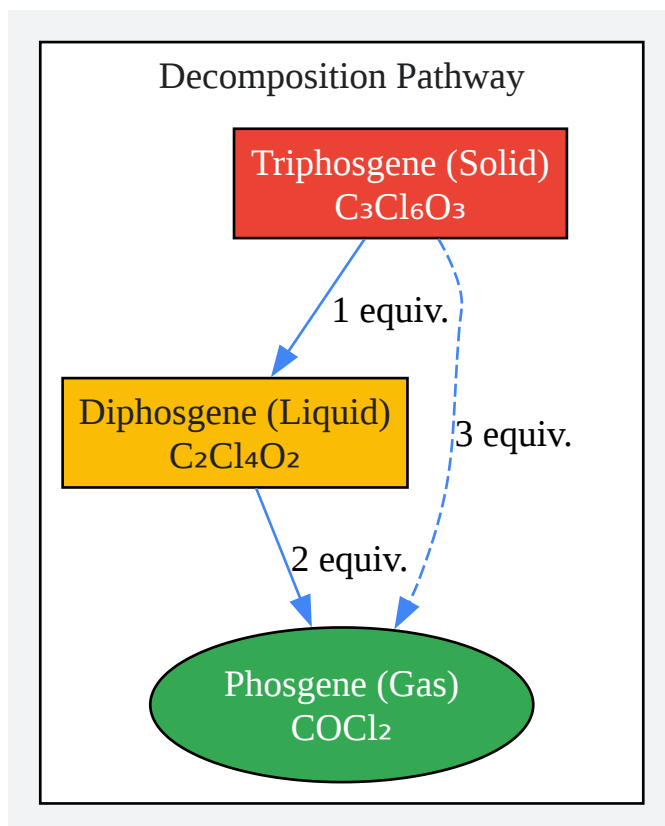 Decomposition Pathway
Triphosgene (Solid)
C₃Cl₆O₃
1 equiv.
Diphosgene (Liquid)
C₂Cl₄O₂
3 equiv.
2 equiv.
Phosgene (Gas)
COCl₂